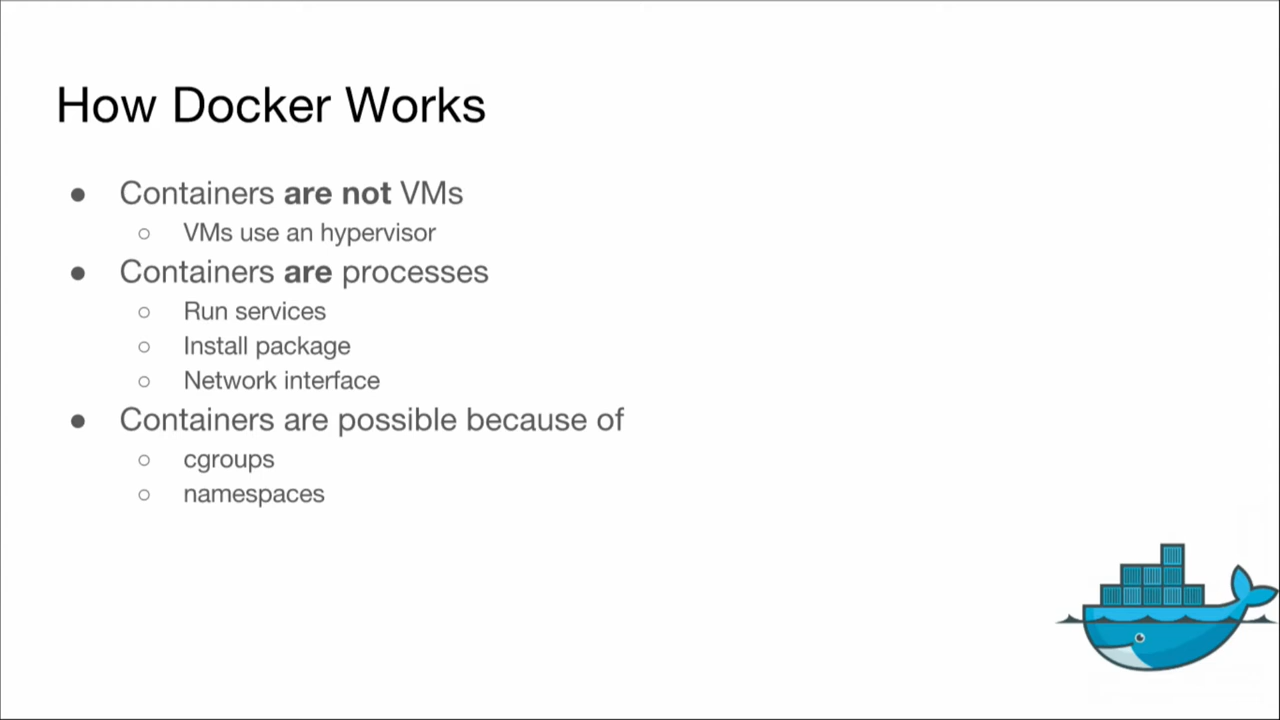 How Docker Works
● Containers are not VMs
○ VMs use an hypervisor
● Containers are processes
○ Run services
○ Install package
○ Network interface
● Containers are possible because of
○ cgroups
○ namespaces